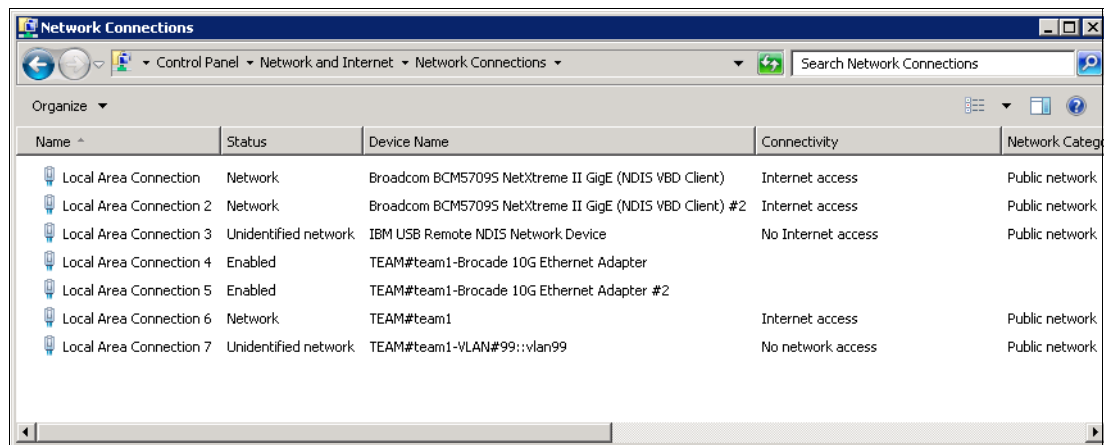 Network Connections
Control Panel Network and Internet Network Connections Search Network Connections
Organize
Name Status Device Name Connectivity Network Catego
Local Area Connection Network Broadcom BCM5709S NetXtreme II GigE (NDIS VBD Client) Internet access Public network
Local Area Connection 2 Network Broadcom BCM5709S NetXtreme II GigE (NDIS VBD Client) #2 Internet access Public network
Local Area Connection 3 Unidentified network IBM USB Remote NDIS Network Device No Internet access Public network
Local Area Connection 4 Enabled TEAM#team1-Brocade 10G Ethernet Adapter
Local Area Connection 5 Enabled TEAM#team1-Brocade 10G Ethernet Adapter #2
Local Area Connection 6 Network TEAM#team1 Internet access Public network
Local Area Connection 7 Unidentified network TEAM#team1-VLAN#99::vlan99 No network access Public network